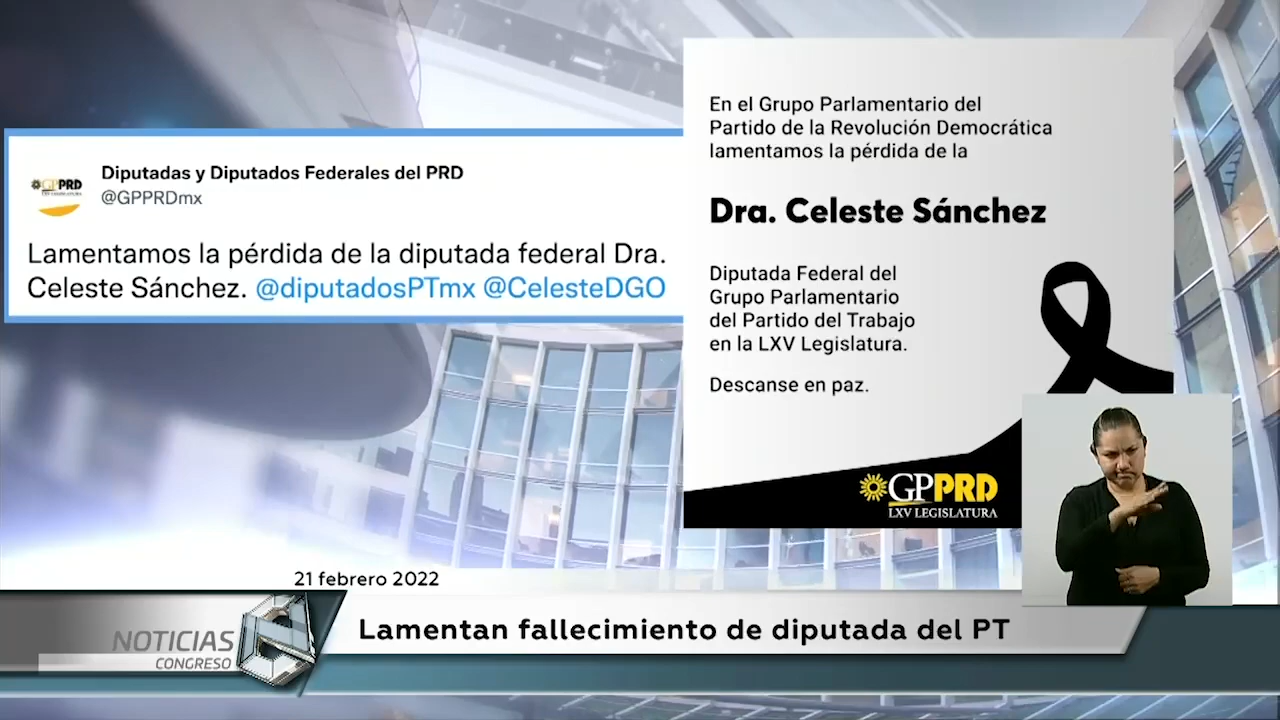 Diputadas y Diputados Federales del PRD
@GPPRDmx
Lamentamos la pérdida de la diputada federal Dra.
Celeste Sánchez. @diputadosPTmx @CelesteDGO
En el Grupo Parlamentario del
Partido de la Revolución Democrática
lamentamos la pérdida de la
Dra. Celeste Sánchez
Diputada Federal del
Grupo Parlamentario
del Partido del Trabajo
en la LXV Legislatura.
Descanse en paz.
GPPRD
LXV LEGISLATURA
GPPRD
LXV LEGISLATURA
21 febrero 2022
Lamentan fallecimiento de diputada del PT
NOTICIAS
CONGRESO